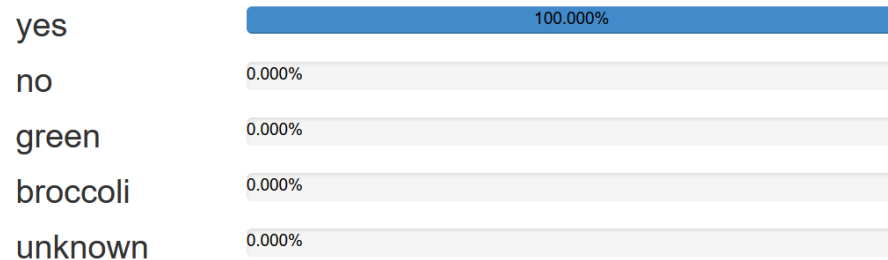 yes 100.000%
no 0.000%
green 0.000%
broccoli 0.000%
unknown 0.000%